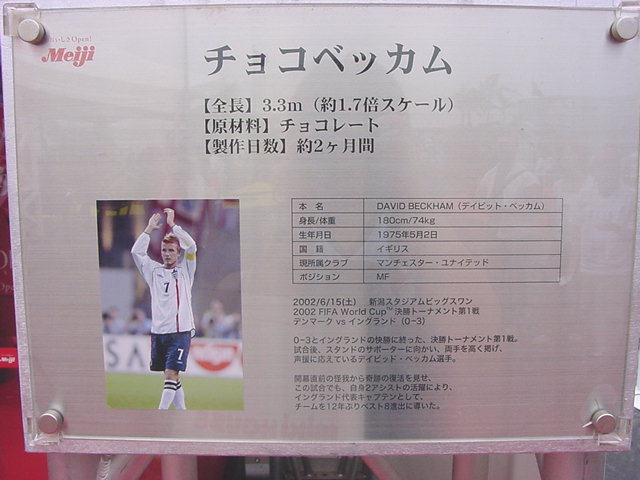 おいしさ Open!
Meiji
チョコベッカム
【全長】3.3m（約1.7倍スケール）
【原材料】チョコレート
【製作日数】約2ヶ月間
本 名 DAVID BECKHAM（デイビット・ベッカム）
身長/体重 180cm/74kg
生年月日 1975年5月2日
国 籍 イギリス
現所属クラブ マンチェスター・ユナイテッド
ポジション MF
2002/6/15(土) 新潟スタジアムビッグスワン
2002 FIFA World Cup™ 決勝トーナメント第1戦
デンマーク vs イングランド（0-3）
0-3とイングランドの快勝に終った、決勝トーナメント第1戦。
試合後、スタンドのサポーターに向かい、両手を高く掲げ、
声援に応えているデイビット・ベッカム選手。
開幕直前の怪我から奇跡の復活を見せ、
この試合でも、自身2アシストの活躍により、
イングランド代表キャプテンとして、
チームを12年ぶりベスト8進出に導いた。
7
7
SA
meiji
Meiji